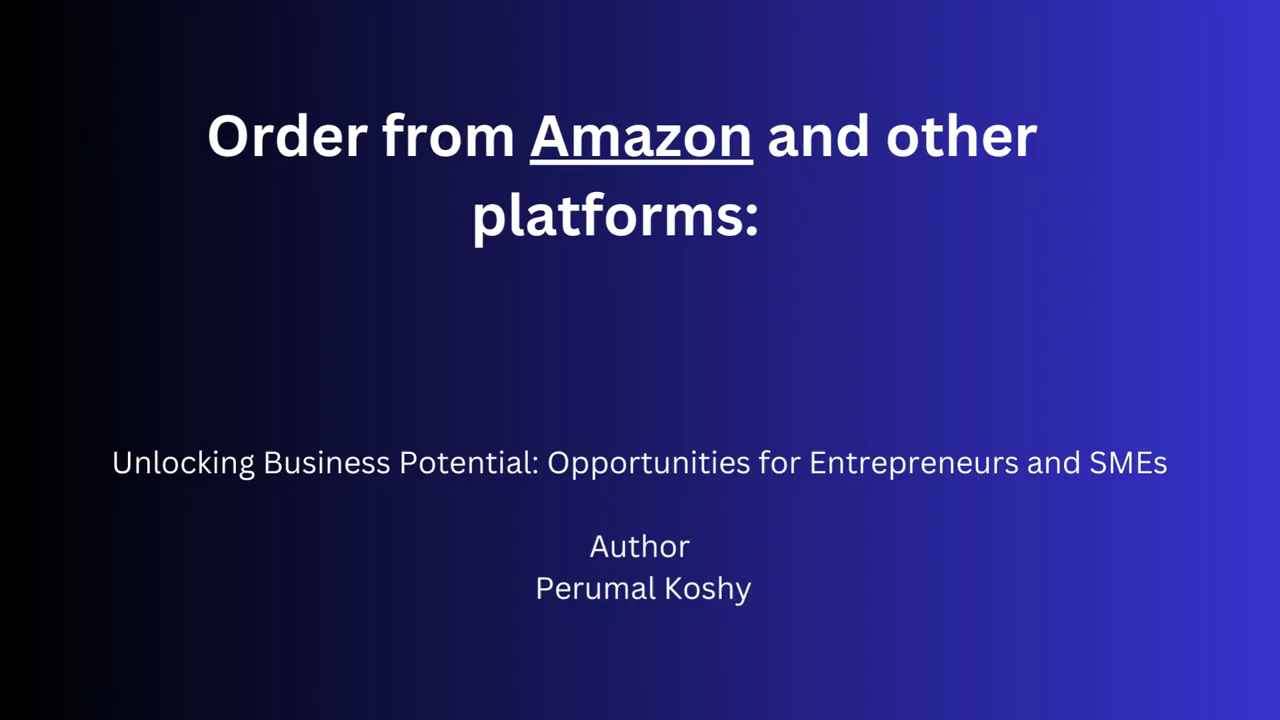 Order from Amazon and other
platforms:
Unlocking Business Potential: Opportunities for Entrepreneurs and SMEs
Author
Perumal Koshy